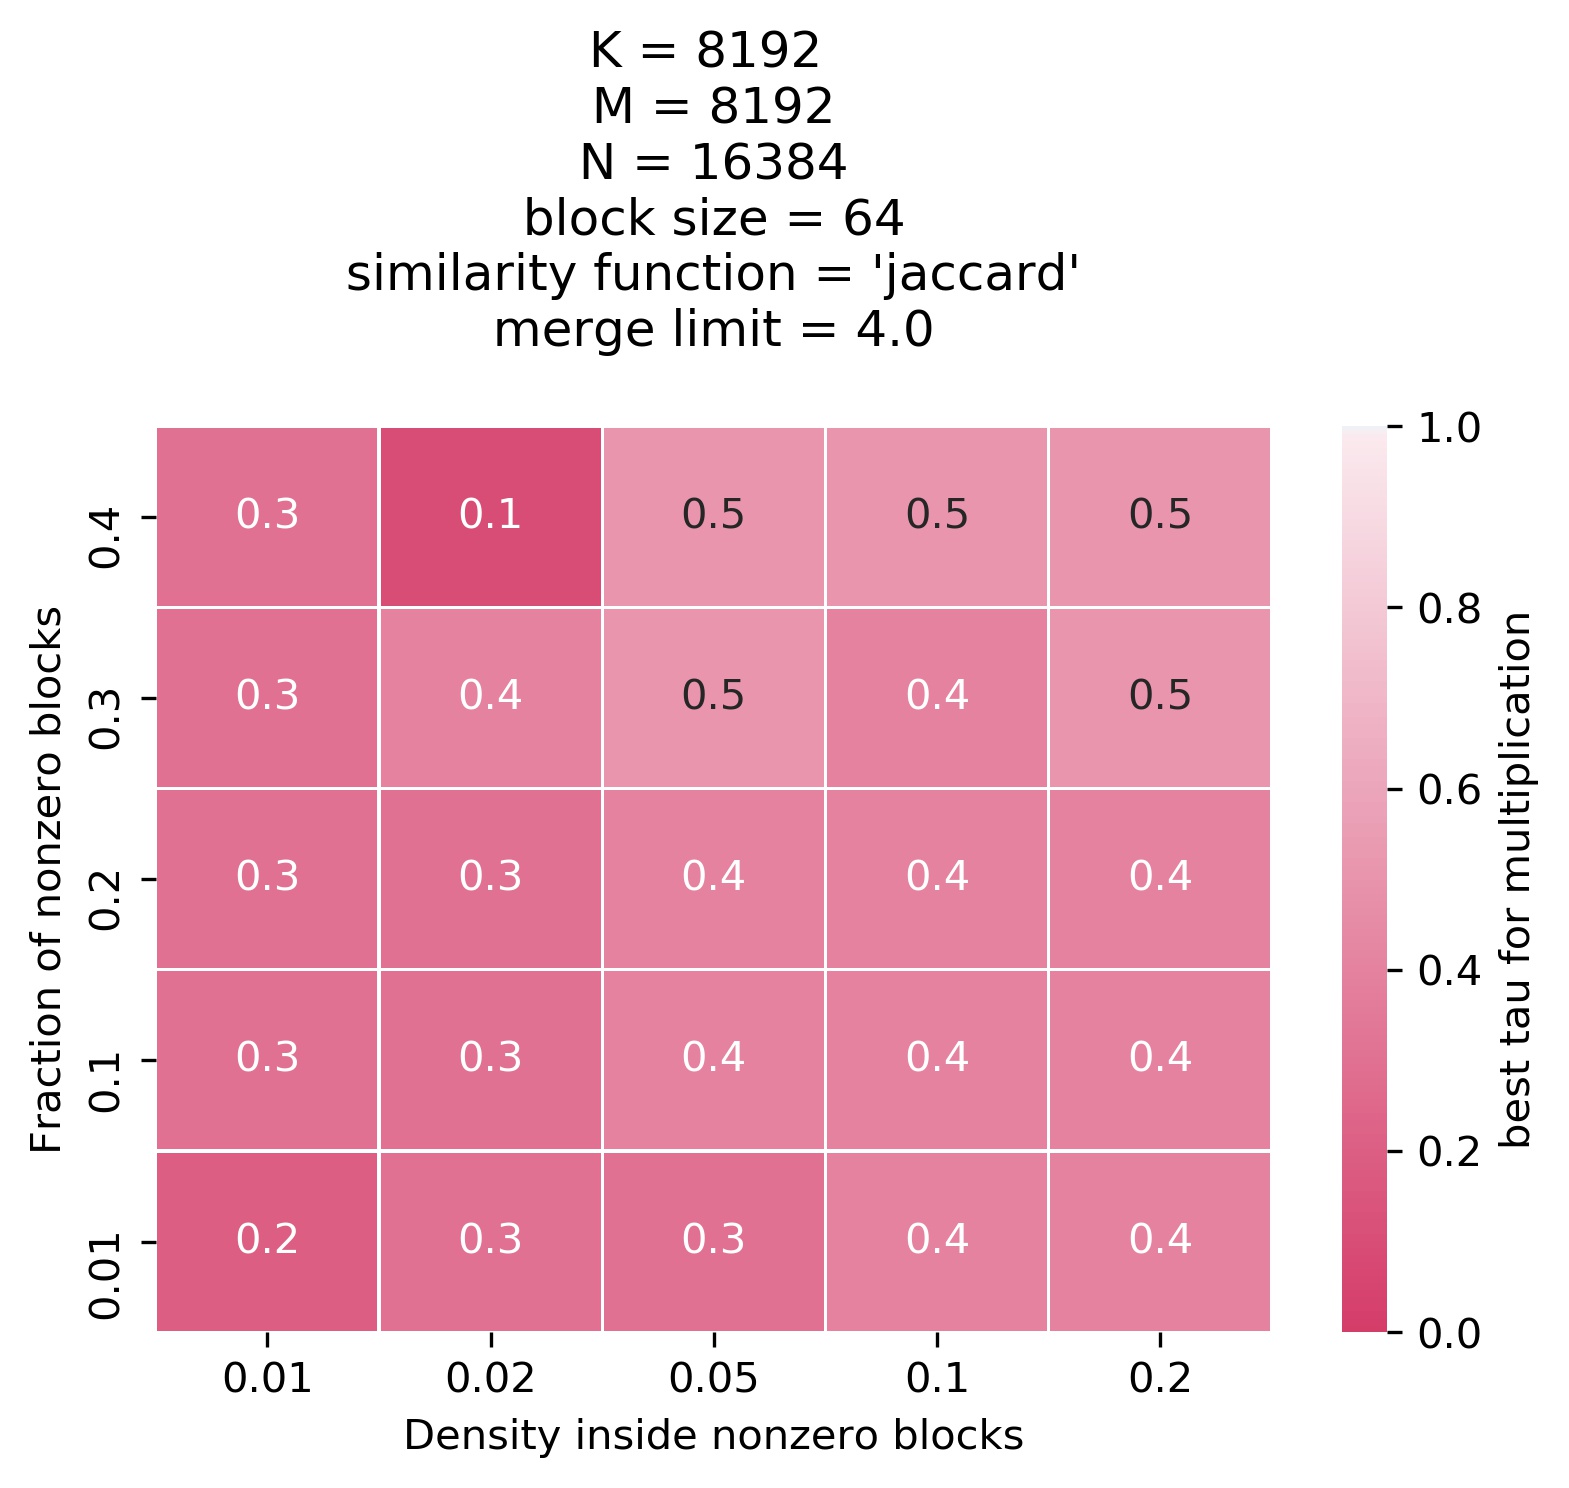 K = 8192
M = 8192
N = 16384
block size = 64
similarity function = 'jaccard'
merge limit = 4.0
Fraction of nonzero blocks
0.4
0.3 0.1 0.5 0.5 0.5
0.3
0.3 0.4 0.5 0.4 0.5
0.2
0.3 0.3 0.4 0.4 0.4
0.1
0.3 0.3 0.4 0.4 0.4
0.01
0.2 0.3 0.3 0.4 0.4
0.01 0.02 0.05 0.1 0.2
Density inside nonzero blocks
1.0
0.8
0.6
0.4
0.2
0.0
best tau for multiplication